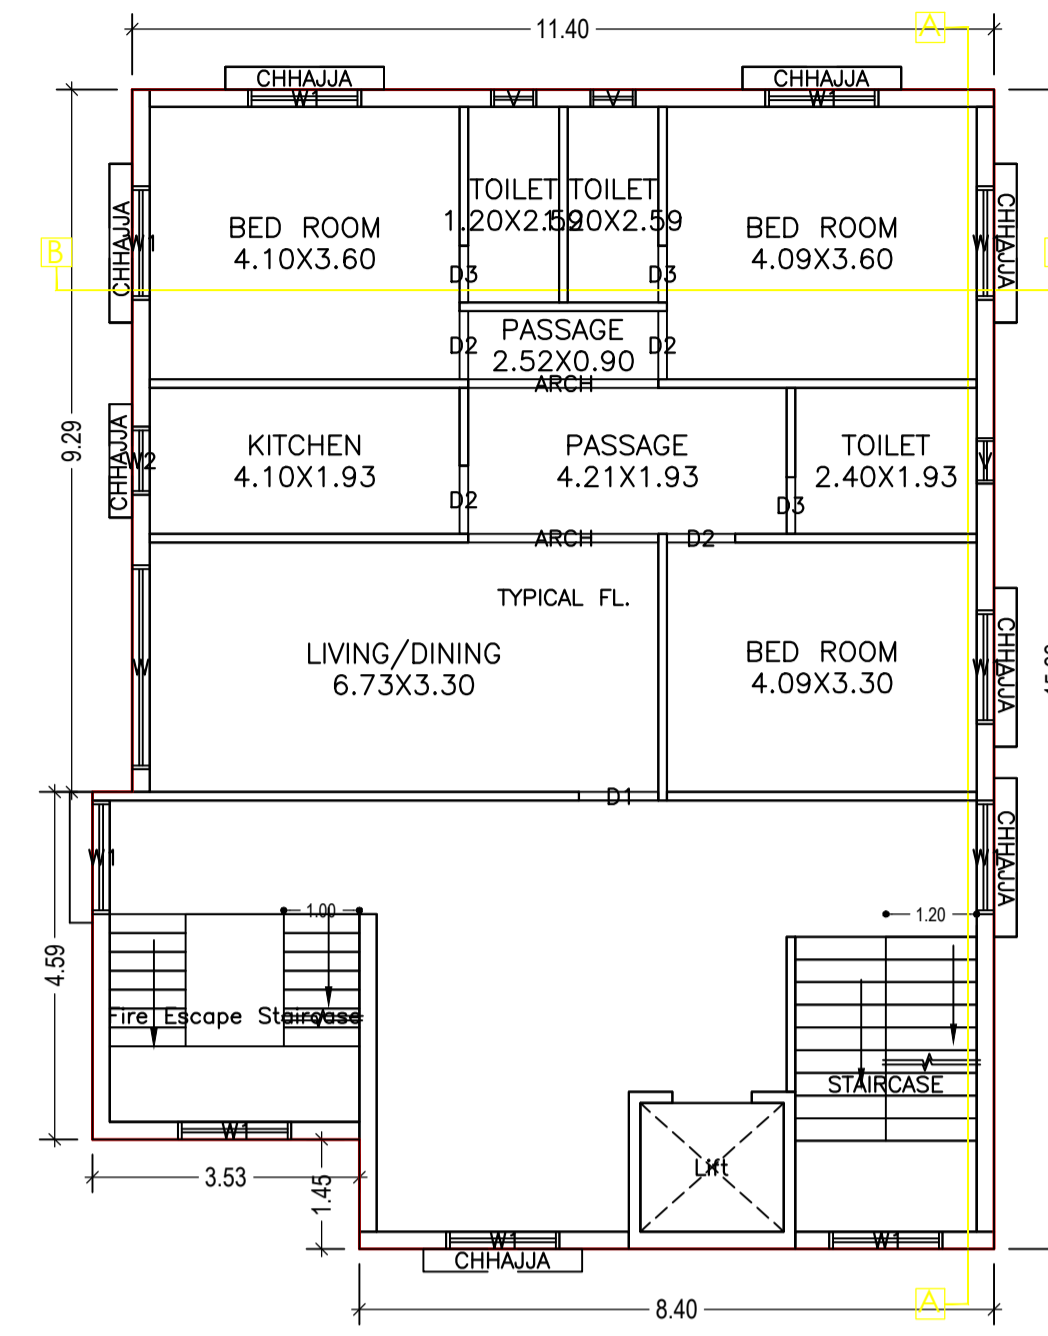 A
11.40
CHHAJJA
CHHAJJA
W1
V
V
W1
TOILET
TOILET
1.20X2.59
1.20X2.59
BED ROOM
4.10X3.60
BED ROOM
4.09X3.60
CHHAJJA
W1
CHHAJJA
B
D3
D3
PASSAGE
2.52X0.90
D2
D2
ARCH
9.29
CHHAJJA
W2
KITCHEN
4.10X1.93
PASSAGE
4.21X1.93
TOILET
2.40X1.93
V
D2
D3
ARCH
D2
TYPICAL FL.
LIVING/DINING
6.73X3.30
BED ROOM
4.09X3.30
W
CHHAJJA
D1
W1
CHHAJJA
1.00
1.20
4.59
Fire Escape Staircase
STAIRCASE
W1
Lift
3.53
1.45
W1
W1
CHHAJJA
8.40
A